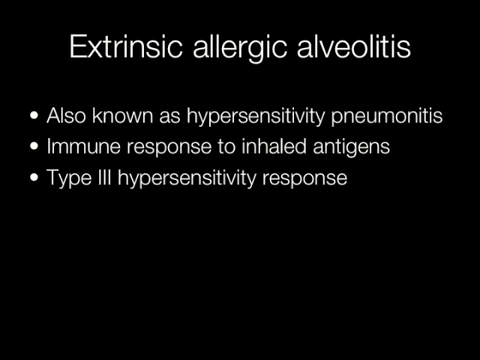 Extrinsic allergic alveolitis
• Also known as hypersensitivity pneumonitis
• Immune response to inhaled antigens
• Type III hypersensitivity response